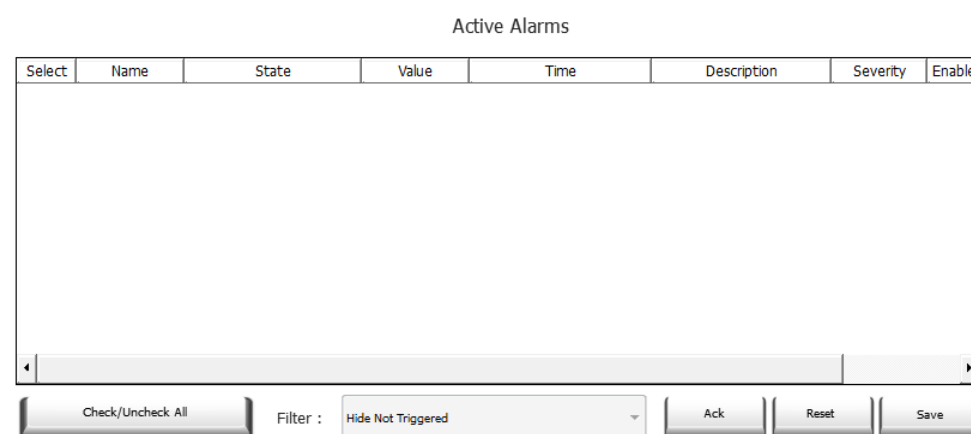 Active Alarms
Select Name State Value Time Description Severity Enable
Check/Uncheck All Filter : Hide Not Triggered Ack Reset Save